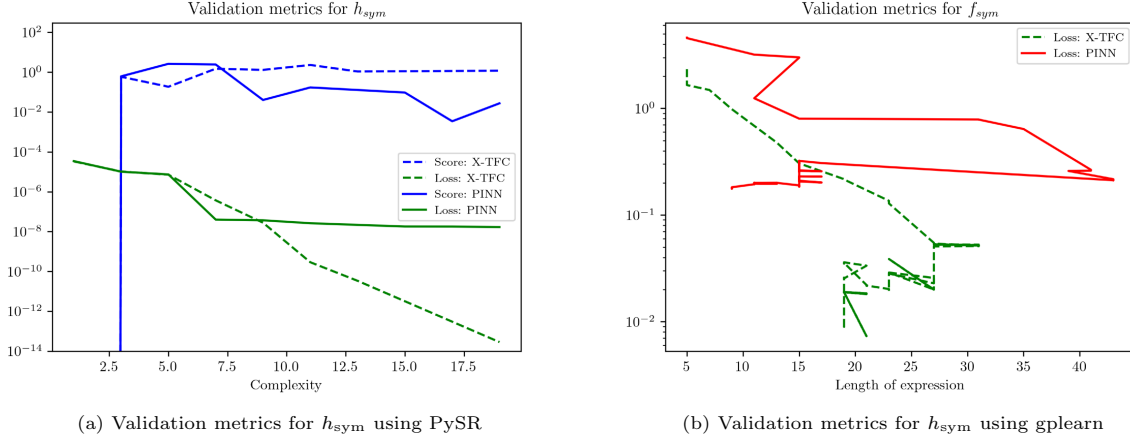 Validation metrics for h_sym
10^2
10^0
10^-2
10^-4
10^-6
10^-8
10^-10
10^-12
10^-14
Score: X-TFC
Loss: X-TFC
Score: PINN
Loss: PINN
2.5 5.0 7.5 10.0 12.5 15.0 17.5
Complexity
(a) Validation metrics for h_sym using PySR
Validation metrics for f_sym
Loss: X-TFC
Loss: PINN
10^0
10^-1
10^-2
5 10 15 20 25 30 35 40
Length of expression
(b) Validation metrics for h_sym using gplearn